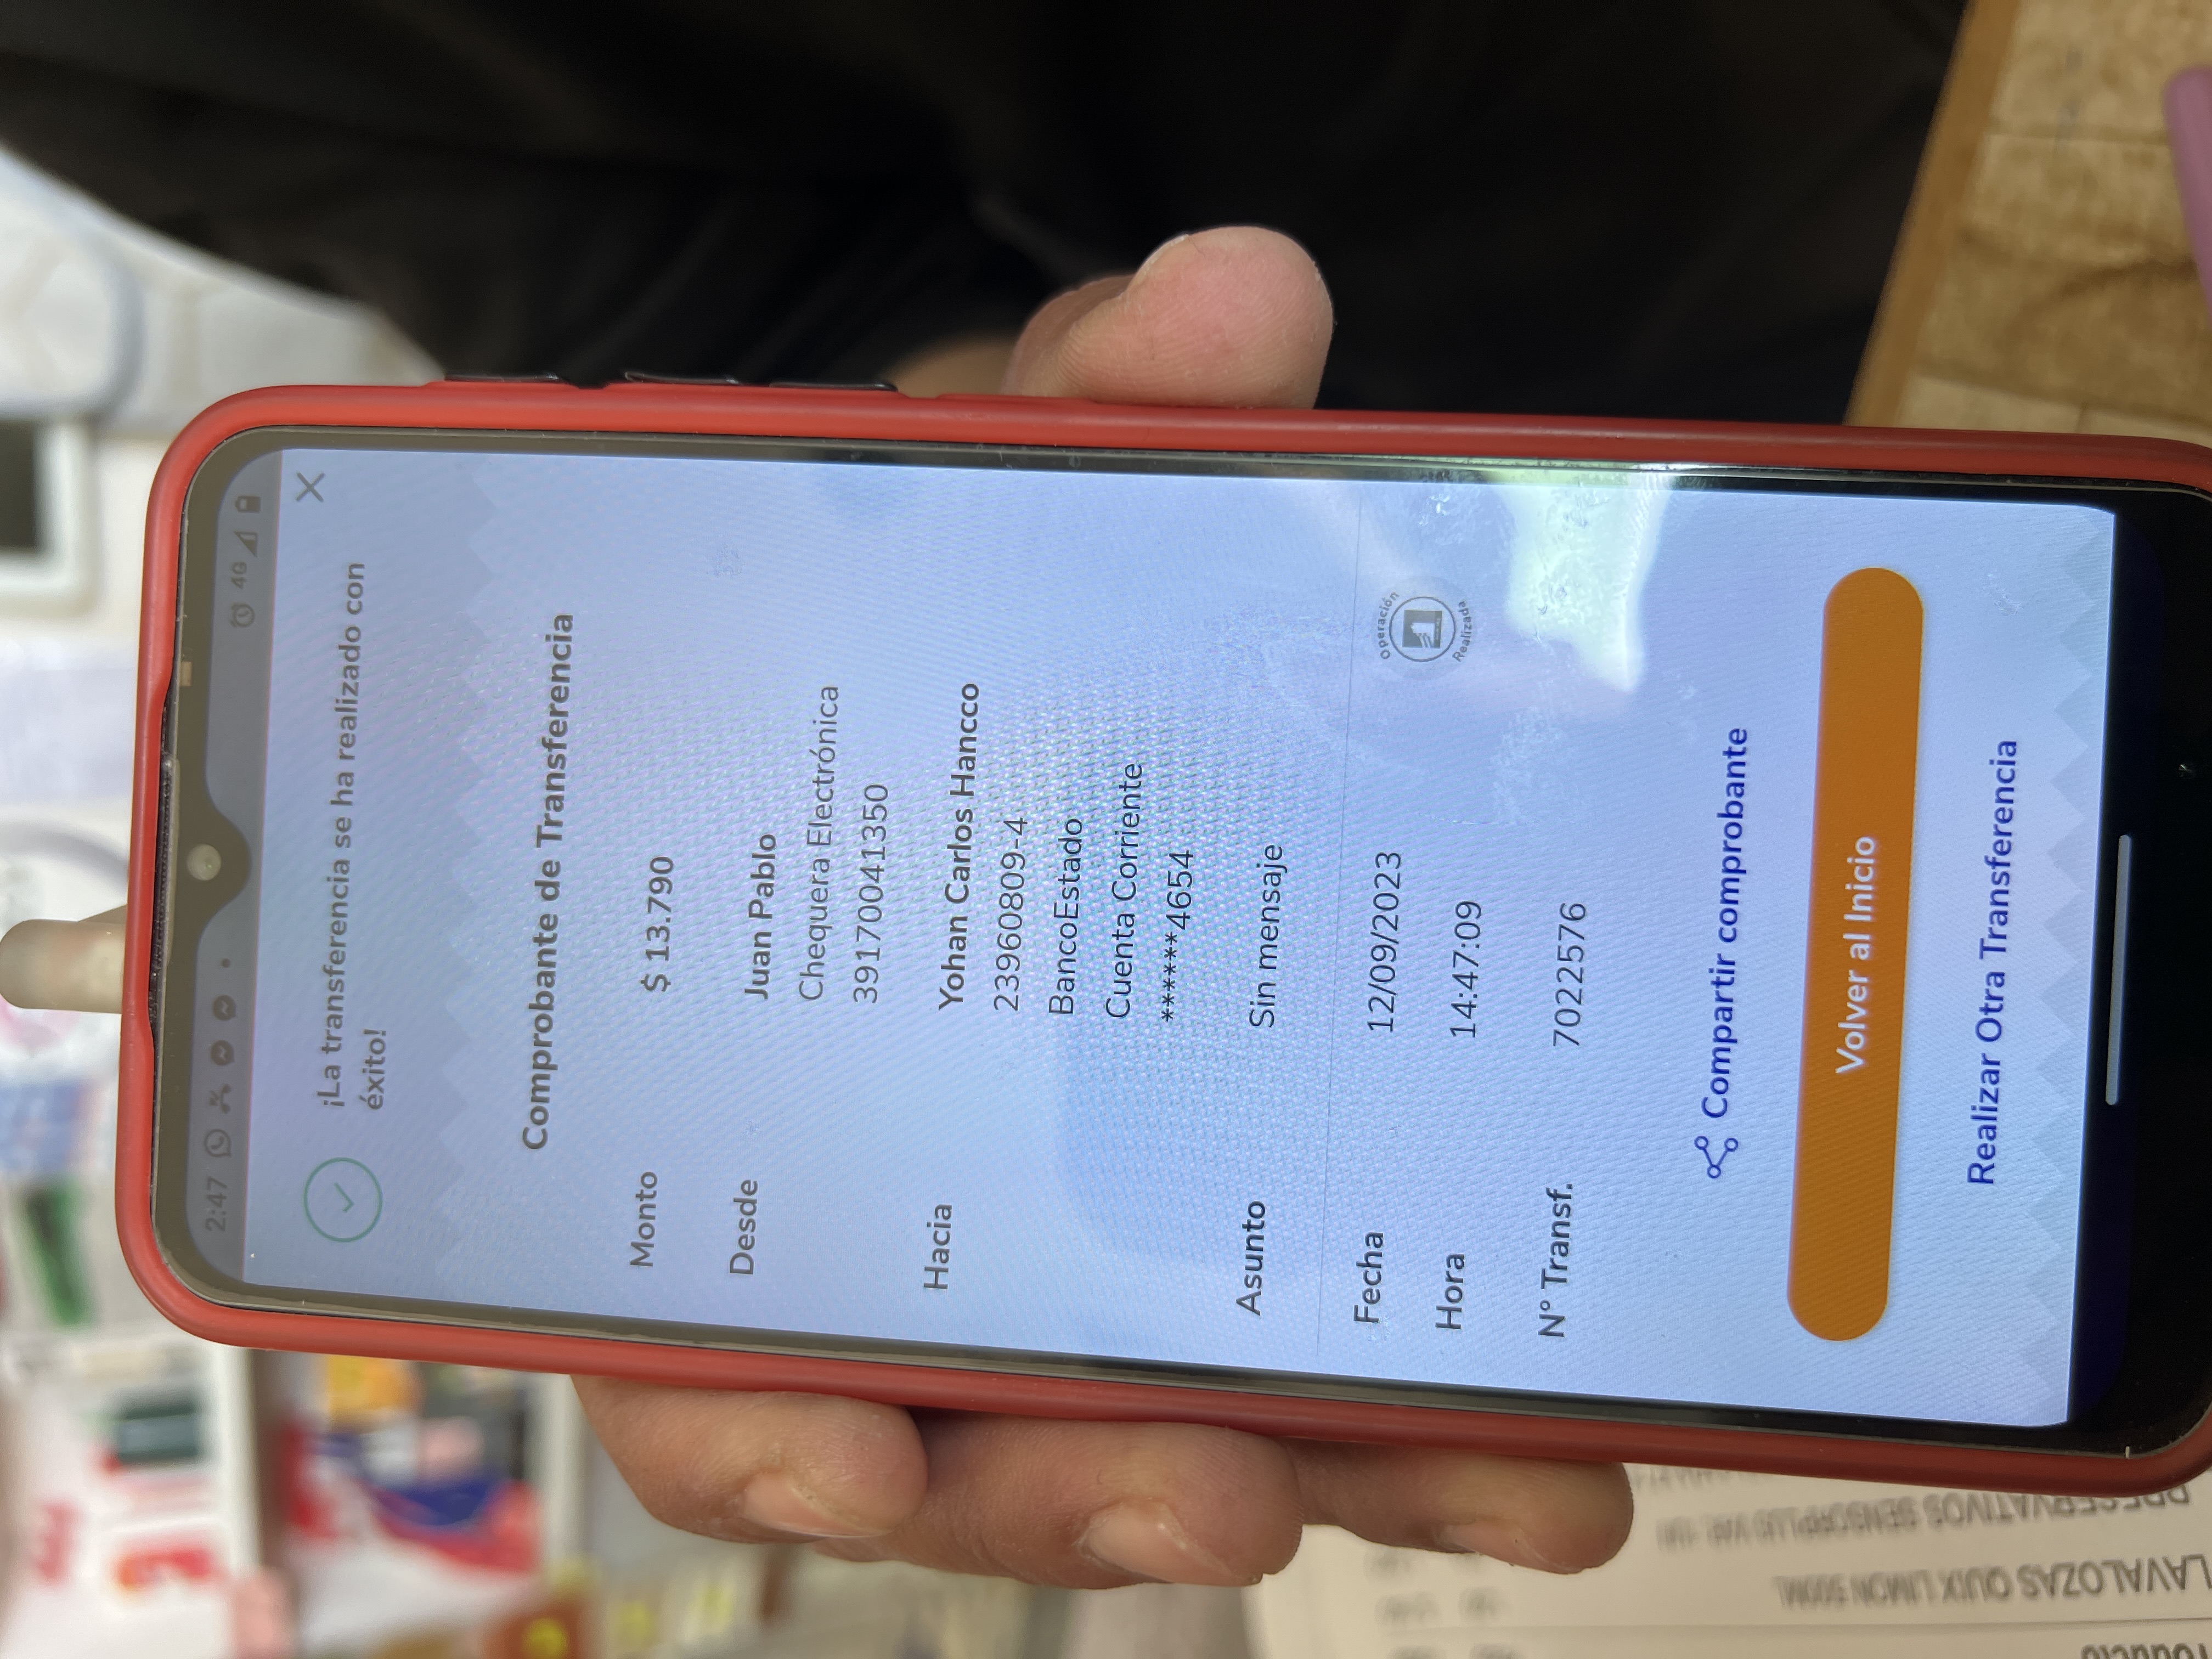 2:47
4G
¡La transferencia se ha realizado con
éxito!
Comprobante de Transferencia
Monto
$ 13.790
Desde
Juan Pablo
Chequera Electrónica
39170041350
Hacia
Yohan Carlos Hancco
23960809-4
BancoEstado
Cuenta Corriente
******4654
Asunto
Sin mensaje
Fecha
12/09/2023
Operación
Realizada
Hora
14:47:09
N° Transf.
7022576
Compartir comprobante
Volver al Inicio
Realizar Otra Transferencia
LAVALOZAS QUIX LIMON 500ML